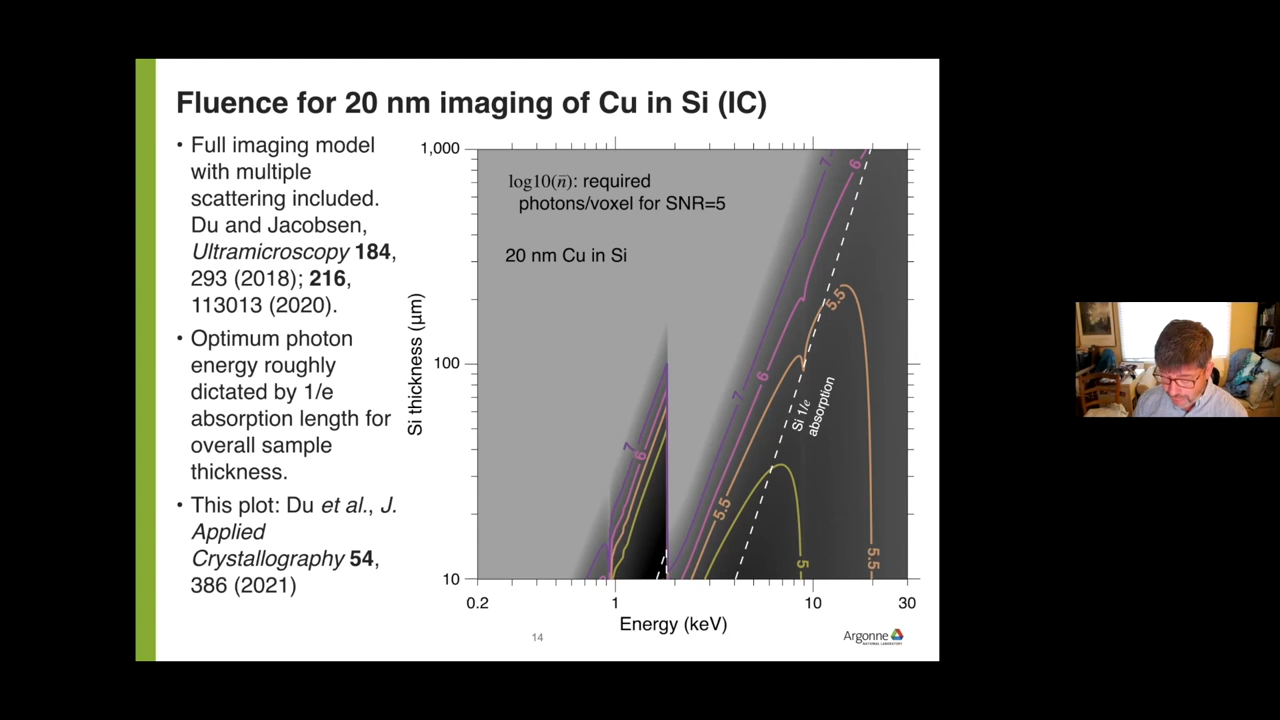 Fluence for 20 nm imaging of Cu in Si (IC)
• Full imaging model
with multiple
scattering included.
Du and Jacobsen,
Ultramicroscopy 184,
293 (2018); 216,
113013 (2020).
• Optimum photon
energy roughly
dictated by 1/e
absorption length for
overall sample
thickness.
• This plot: Du et al., J.
Applied
Crystallography 54,
386 (2021)
1,000
100
10
Si thickness (µm)
log10(n̄): required
photons/voxel for SNR=5
20 nm Cu in Si
7
6
7
6
5.5
7
6
5.5
5
5.5
Si 1/e
absorption
0.2
1
10
30
Energy (keV)
14
Argonne
NATIONAL LABORATORY